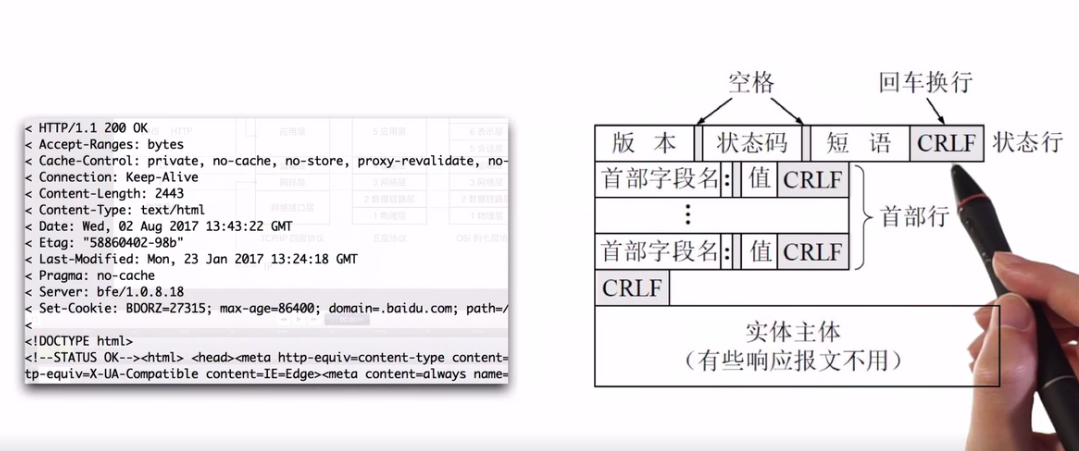 < HTTP/1.1 200 OK
< Accept-Ranges: bytes
< Cache-Control: private, no-cache, no-store, proxy-revalidate, no-
< Connection: Keep-Alive
< Content-Length: 2443
< Content-Type: text/html
< Date: Wed, 02 Aug 2017 13:43:22 GMT
< Etag: "58860402-98b"
< Last-Modified: Mon, 23 Jan 2017 13:24:18 GMT
< Pragma: no-cache
< Server: bfe/1.0.8.18
< Set-Cookie: BDORZ=27315; max-age=86400; domain=.baidu.com; path=/
<
<!DOCTYPE html>
<!--STATUS OK--><html> <head><meta http-equiv=content-type content=
tp-equiv=X-UA-Compatible content=IE=Edge><meta content=always name=
空格 回车换行
版本 状态码 短语 CRLF 状态行
首部字段名: 值 CRLF
⋮ 首部行
首部字段名: 值 CRLF
CRLF
实体主体
（有些响应报文不用）